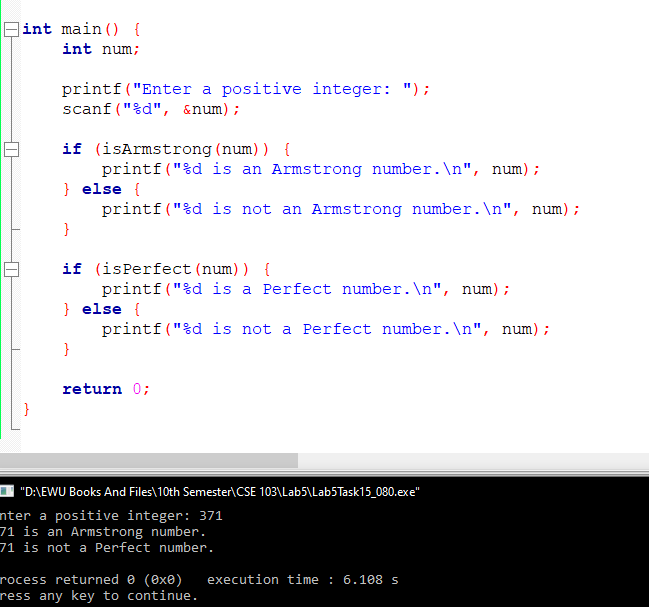 int main() {
int num;
printf("Enter a positive integer: ");
scanf("%d", &num);
if (isArmstrong(num)) {
printf("%d is an Armstrong number.\n", num);
} else {
printf("%d is not an Armstrong number.\n", num);
}
if (isPerfect(num)) {
printf("%d is a Perfect number.\n", num);
} else {
printf("%d is not a Perfect number.\n", num);
}
return 0;
}
"D:\EWU Books And Files\10th Semester\CSE 103\Lab5\Lab5Task15_080.exe"
nter a positive integer: 371
71 is an Armstrong number.
71 is not a Perfect number.
rocess returned 0 (0x0)   execution time : 6.108 s
ress any key to continue.